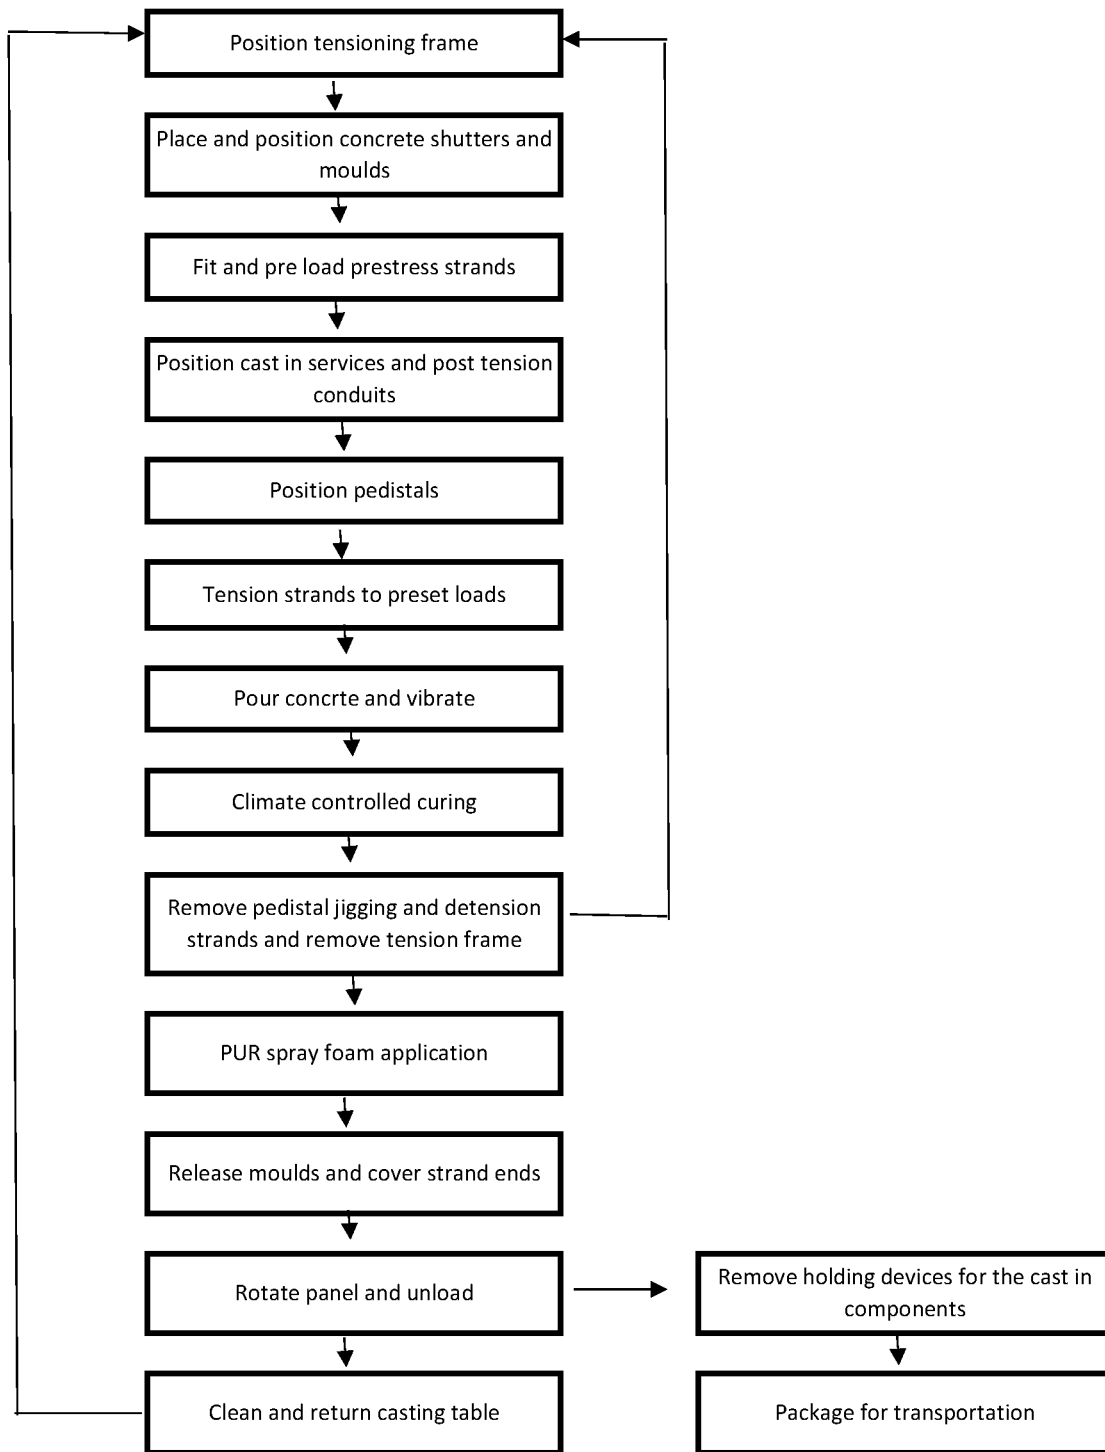 Position tensioning frame
Place and position concrete shutters and
moulds
Fit and pre load prestress strands
Position cast in services and post tension
conduits
Position pedistals
Tension strands to preset loads
Pour concrte and vibrate
Climate controlled curing
Remove pedistal jigging and detension
strands and remove tension frame
PUR spray foam application
Release moulds and cover strand ends
Rotate panel and unload
Remove holding devices for the cast in
components
Clean and return casting table
Package for transportation